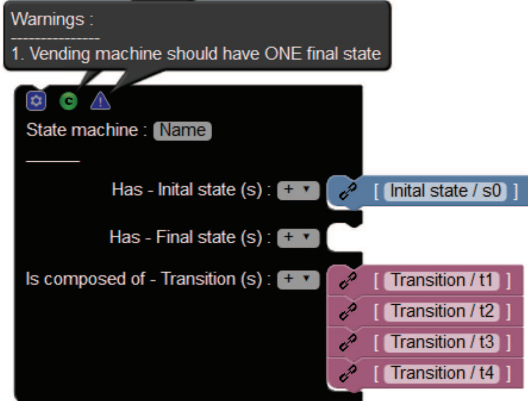 Warnings :
---------------
1. Vending machine should have ONE final state
C
State machine : Name
Has - Inital state (s) : + ▼ [ Inital state / s0 ]
Has - Final state (s) : + ▼
Is composed of - Transition (s) : + ▼ [ Transition / t1 ]
[ Transition / t2 ]
[ Transition / t3 ]
[ Transition / t4 ]